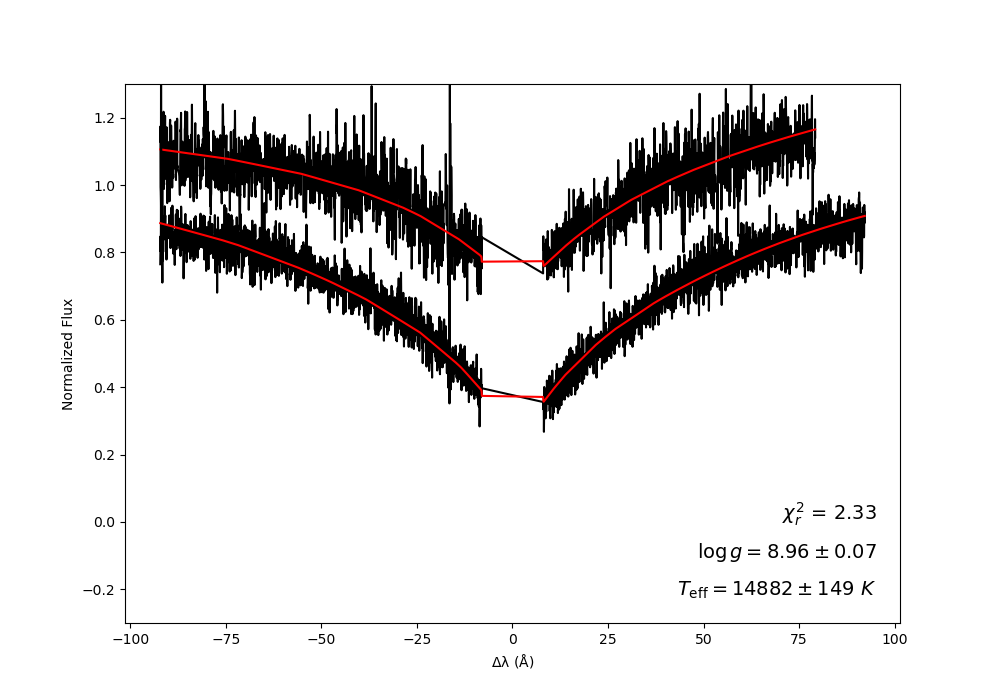 1.2
1.0
0.8
0.6
0.4
0.2
0.0
−0.2
Normalized Flux
χ²ᵣ = 2.33
log g = 8.96 ± 0.07
T_eff = 14882 ± 149 K
−100 −75 −50 −25 0 25 50 75 100
Δλ (Å)